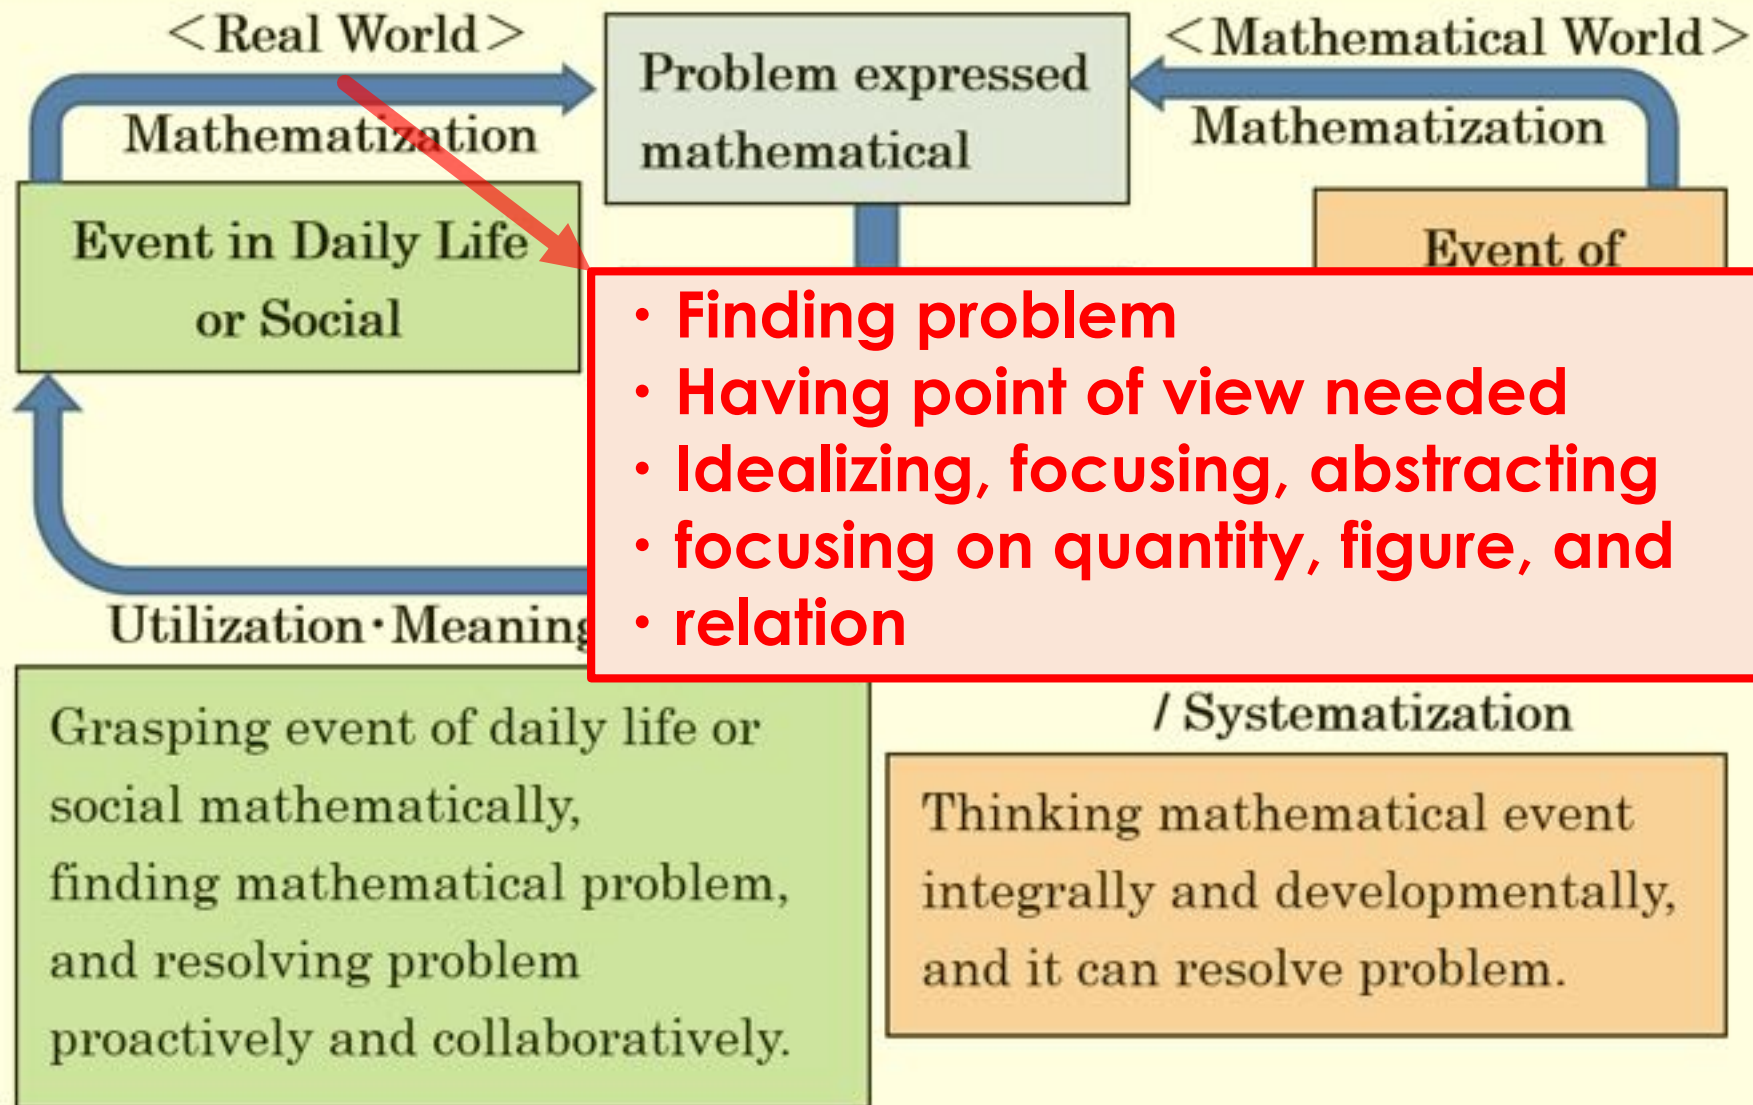 <Real World>
Mathematization
Problem expressed
mathematical
<Mathematical World>
Mathematization
Event in Daily Life
or Social
Event of
・Finding problem
・Having point of view needed
・Idealizing, focusing, abstracting
・focusing on quantity, figure, and
・relation
Utilization・Meaning
/ Systematization
Grasping event of daily life or
social mathematically,
finding mathematical problem,
and resolving problem
proactively and collaboratively.
Thinking mathematical event
integrally and developmentally,
and it can resolve problem.